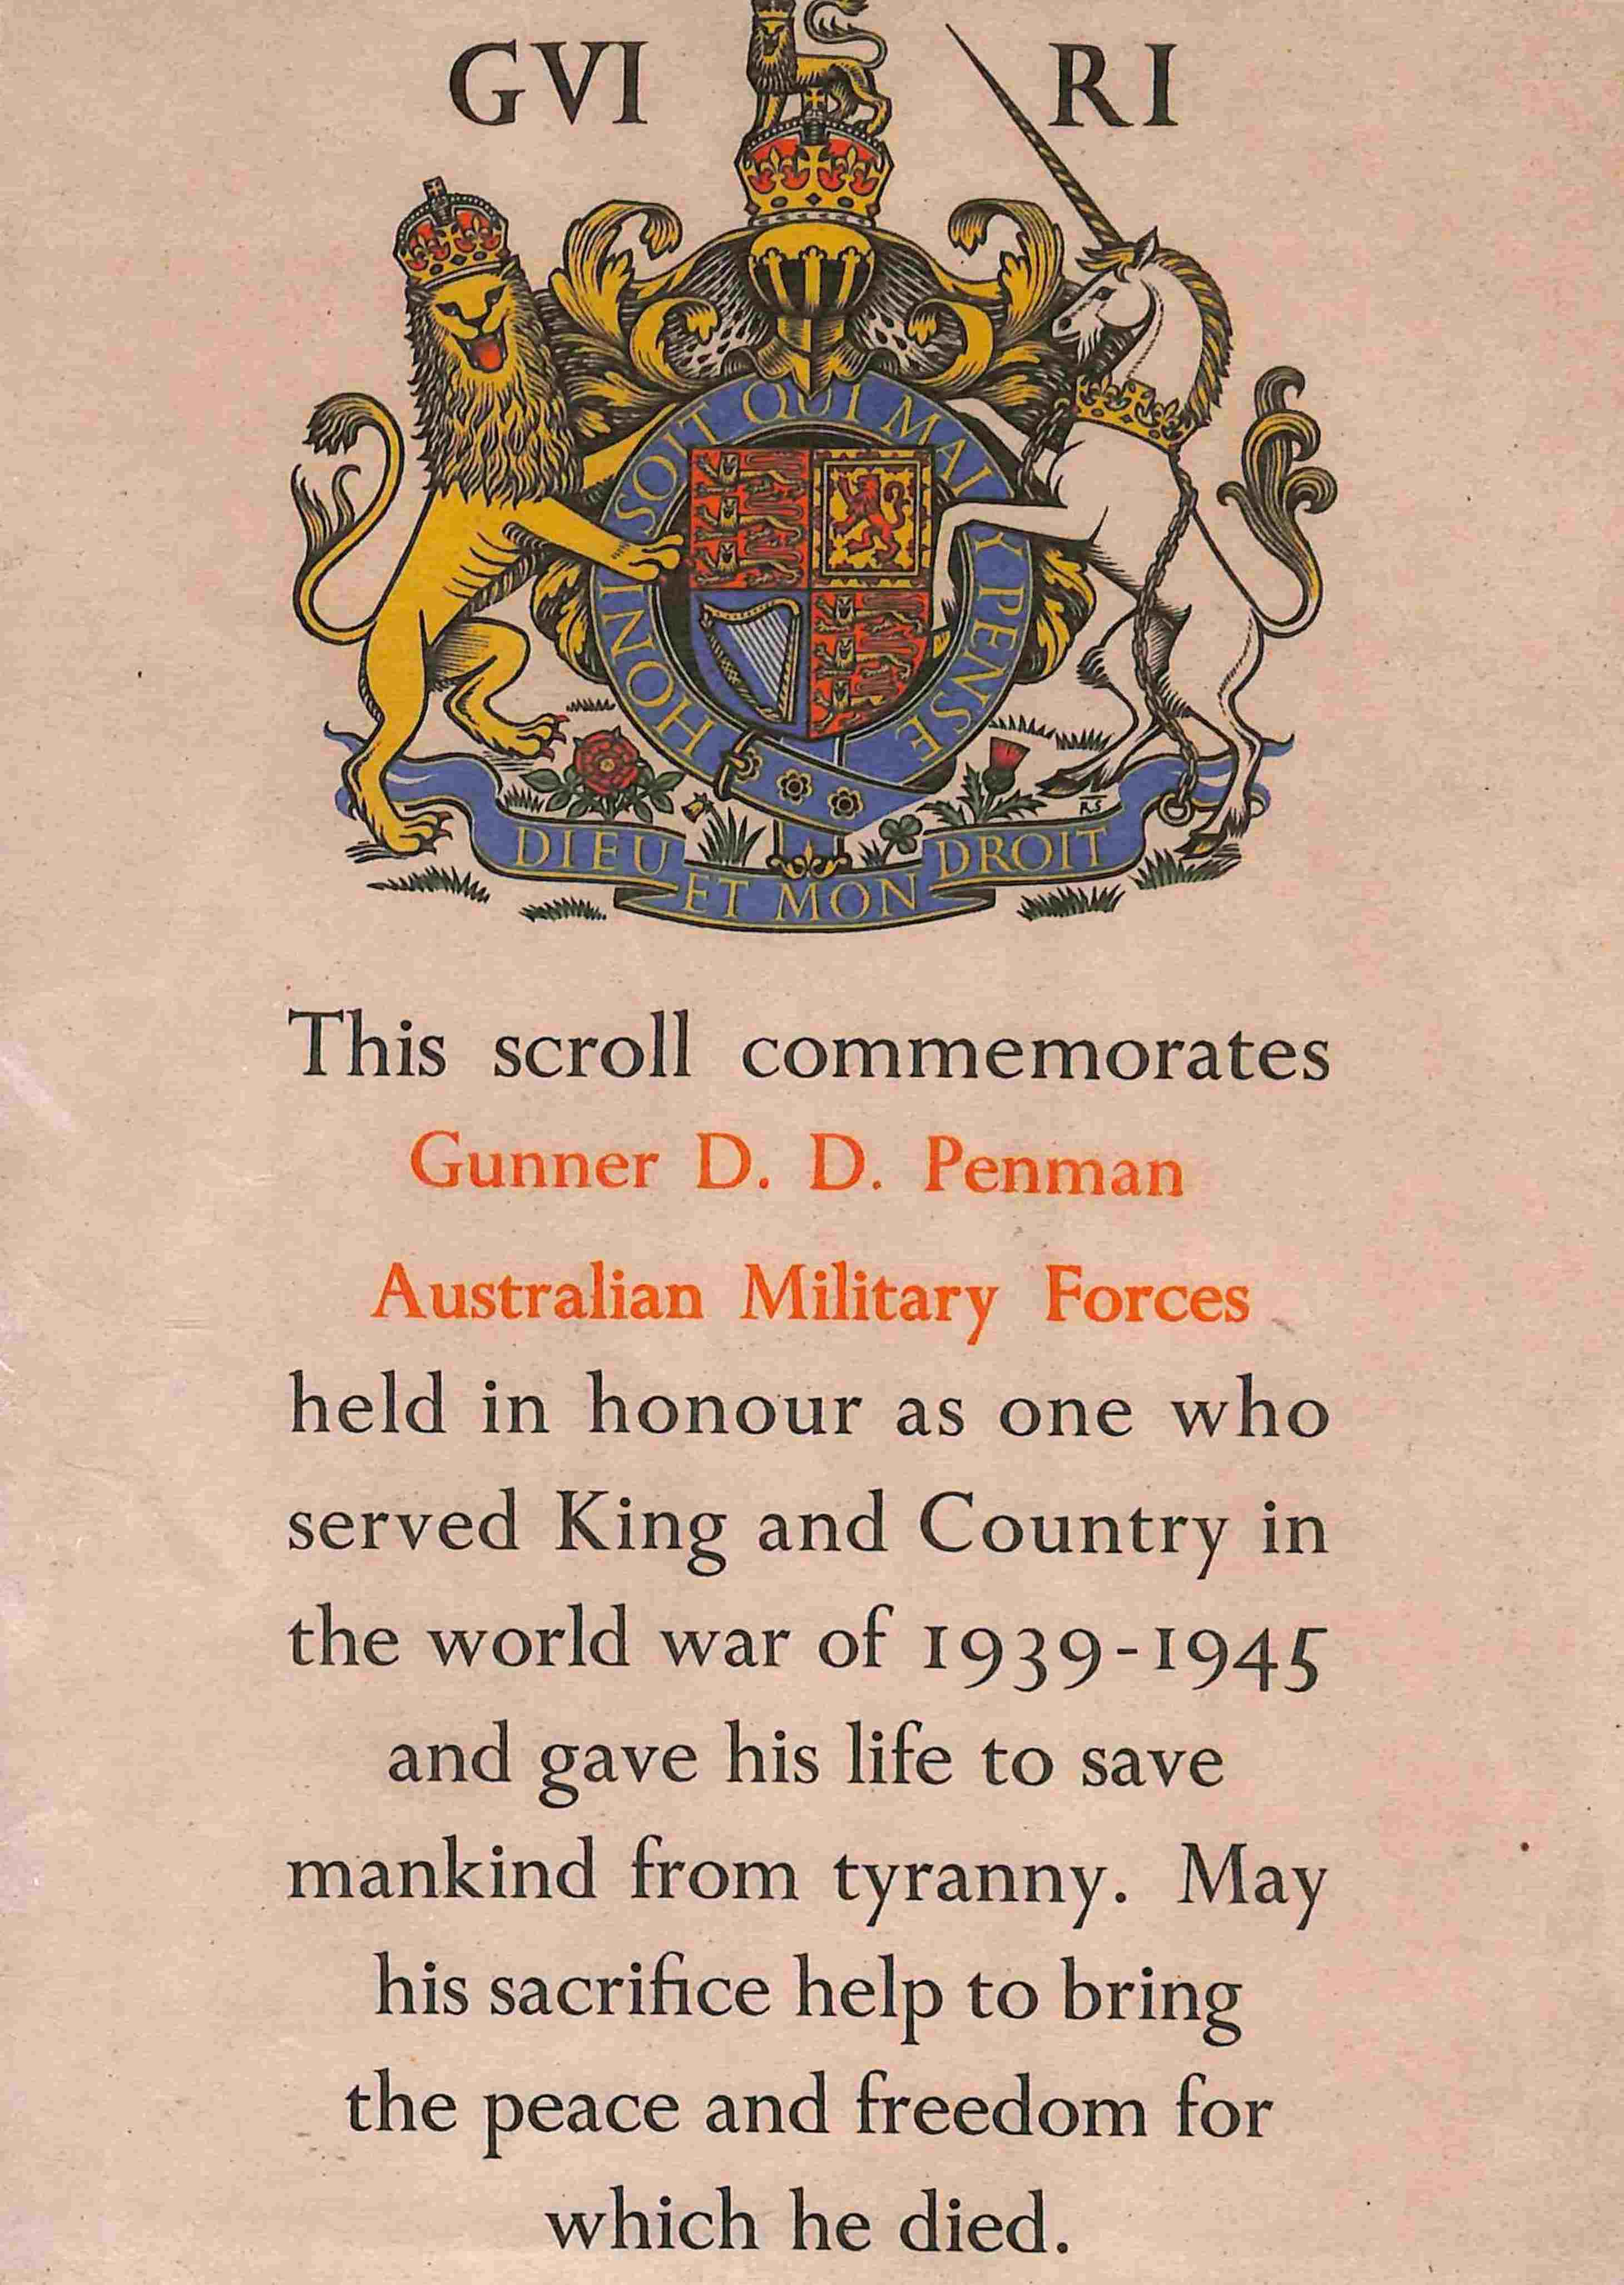 GVI RI
HONI SOIT QUI MAL Y PENSE
RS
DIEU ET MON DROIT
This scroll commemorates
Gunner D. D. Penman
Australian Military Forces
held in honour as one who
served King and Country in
the world war of 1939-1945
and gave his life to save
mankind from tyranny. May
his sacrifice help to bring
the peace and freedom for
which he died.